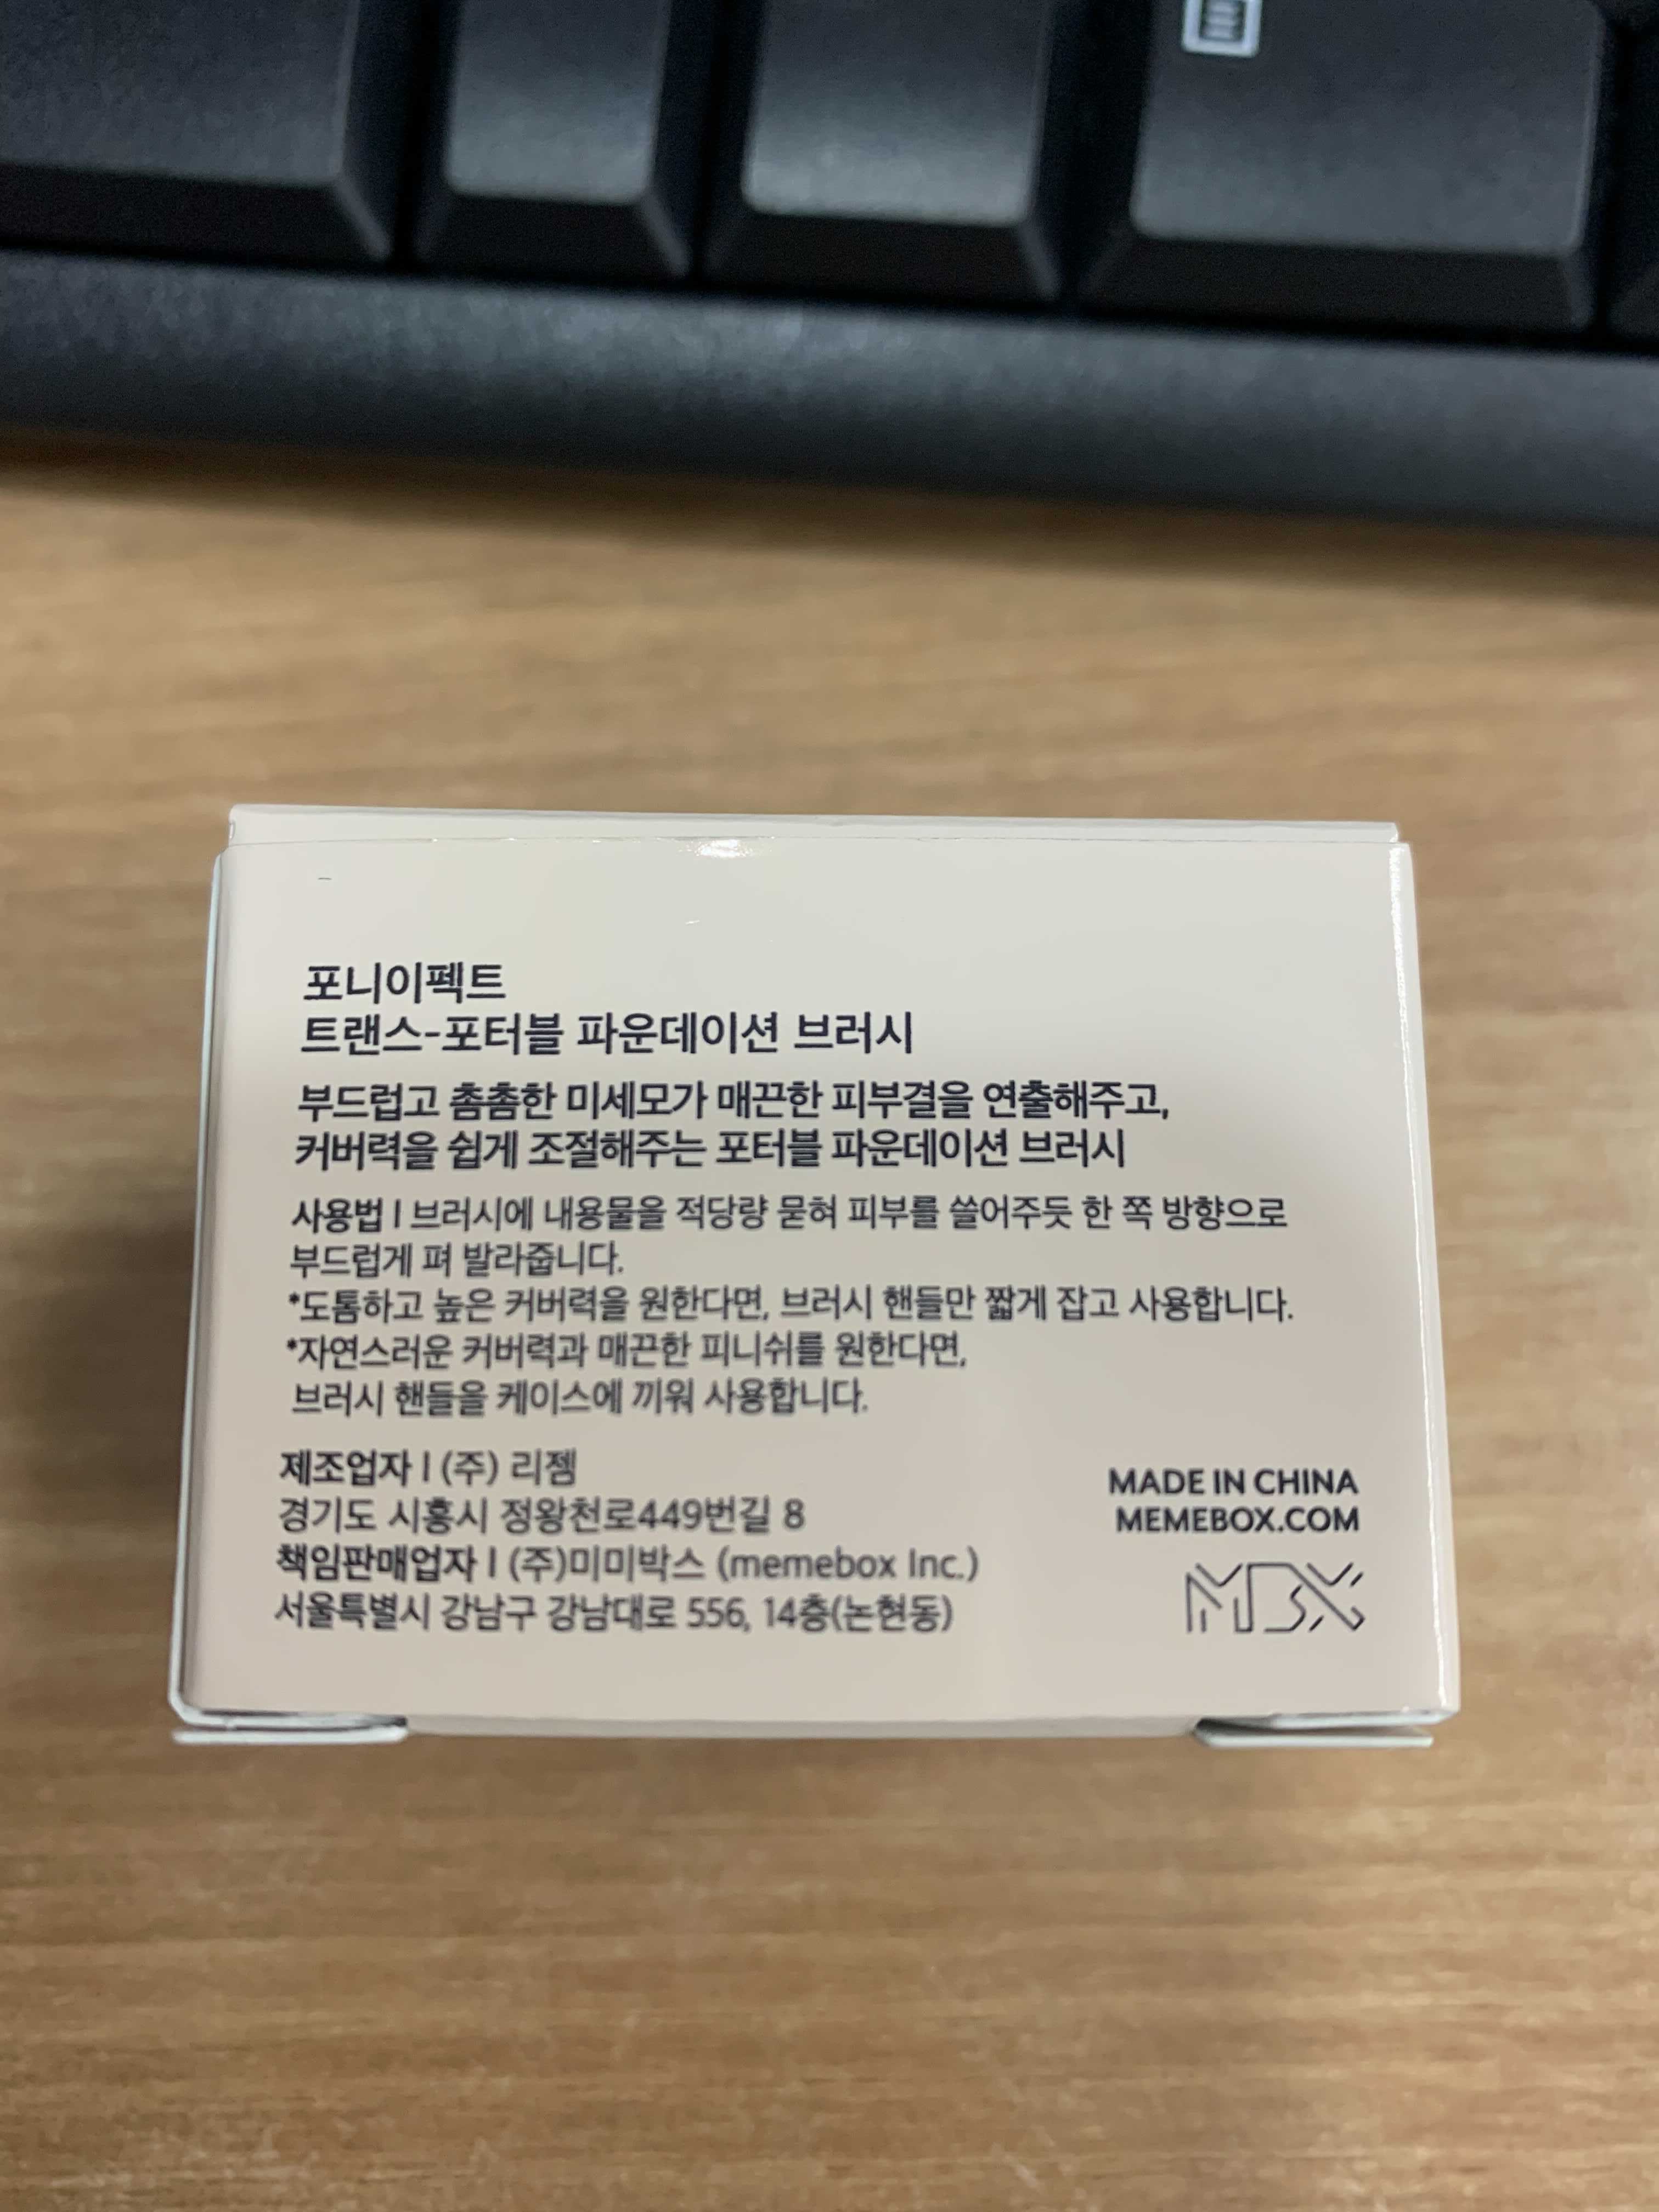 포니이펙트
트랜스-포터블 파운데이션 브러시
부드럽고 촘촘한 미세모가 매끈한 피부결을 연출해주고,
커버력을 쉽게 조절해주는 포터블 파운데이션 브러시
사용법 | 브러시에 내용물을 적당량 묻혀 피부를 쓸어주듯 한 쪽 방향으로
부드럽게 펴 발라줍니다.
*도톰하고 높은 커버력을 원한다면, 브러시 핸들만 짧게 잡고 사용합니다.
*자연스러운 커버력과 매끈한 피니쉬를 원한다면,
브러시 핸들을 케이스에 끼워 사용합니다.
제조업자 | (주) 리젬
경기도 시흥시 정왕천로449번길 8
책임판매업자 | (주)미미박스 (memebox Inc.)
서울특별시 강남구 강남대로 556, 14층(논현동)
MADE IN CHINA
MEMEBOX.COM
MBX